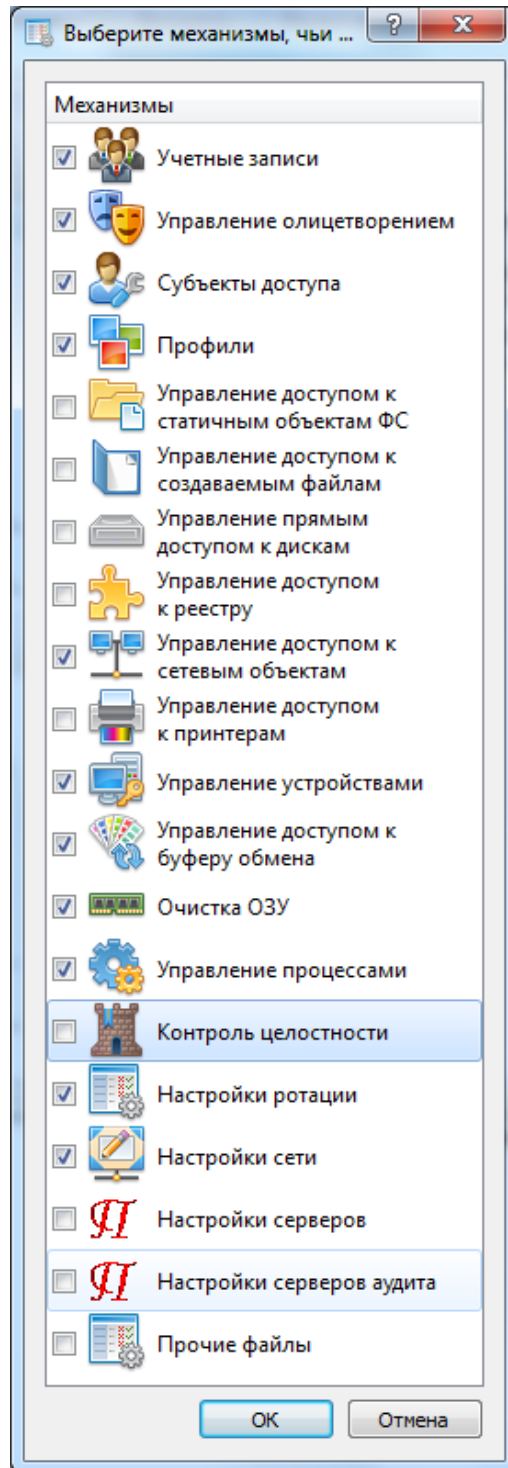 Выберите механизмы, чьи ...
Механизмы
Учетные записи
Управление олицетворением
Субъекты доступа
Профили
Управление доступом к
статичным объектам ФС
Управление доступом к
создаваемым файлам
Управление прямым
доступом к дискам
Управление доступом
к реестру
Управление доступом к
сетевым объектам
Управление доступом
к принтерам
Управление устройствами
Управление доступом к
буферу обмена
Очистка ОЗУ
Управление процессами
Контроль целостности
Настройки ротации
Настройки сети
Настройки серверов
Настройки серверов аудита
Прочие файлы
ОК
Отмена